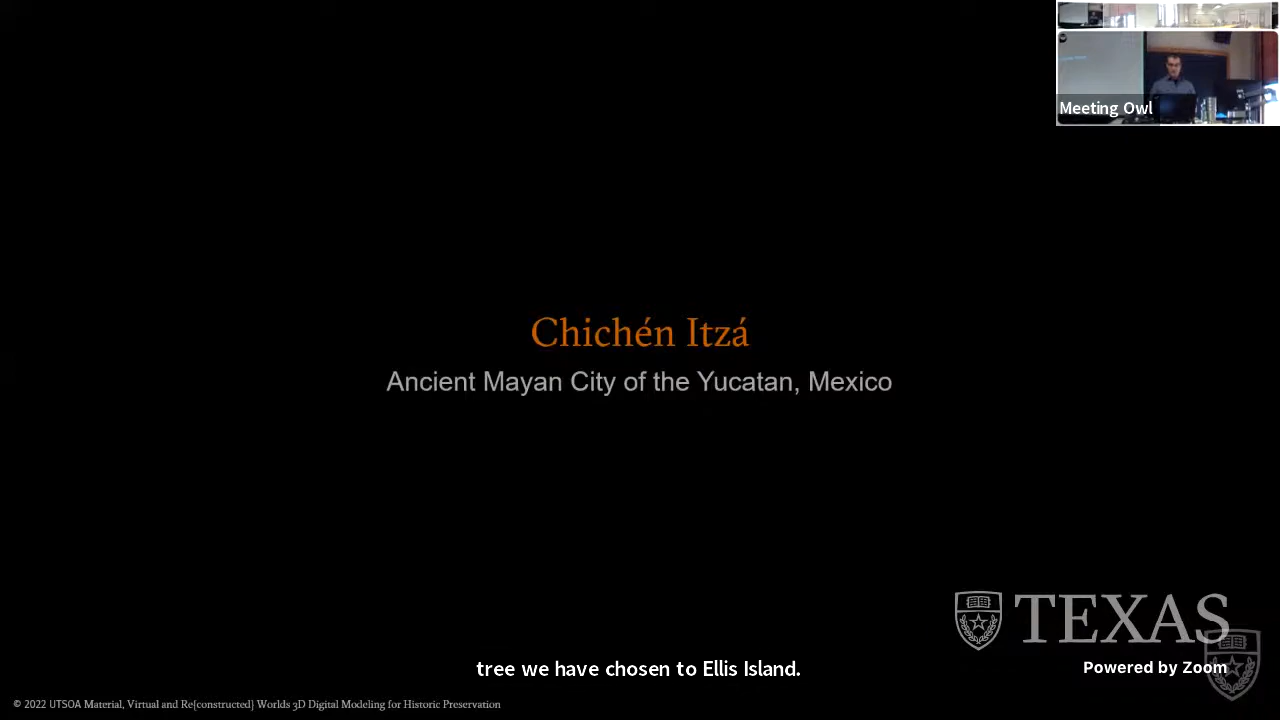 Meeting Owl
Chichén Itzá
Ancient Mayan City of the Yucatan, Mexico
TEXAS
tree we have chosen to Ellis Island.
Powered by Zoom
© 2022 UTSOA Material, Virtual and Re{constructed} Worlds 3D Digital Modeling for Historic Preservation